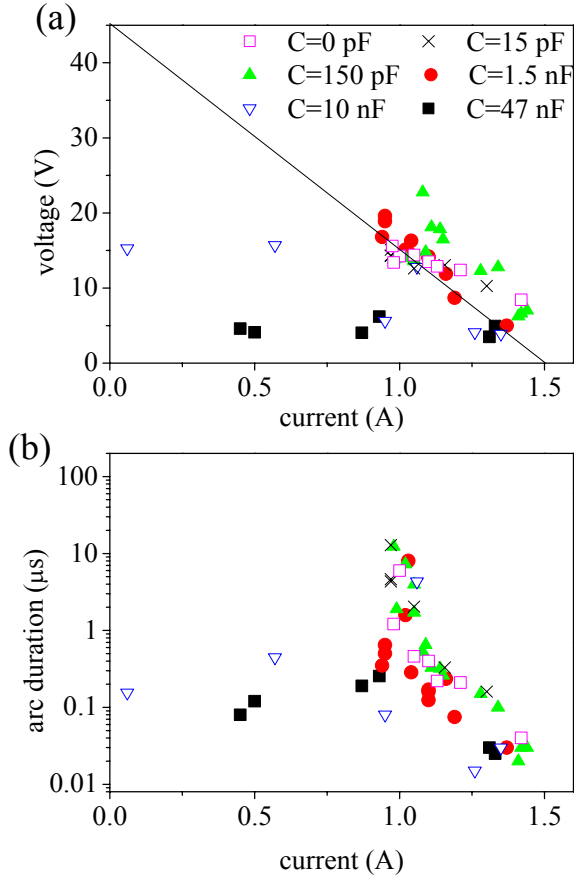 (a)
C=0 pF C=15 pF
C=150 pF C=1.5 nF
C=10 nF C=47 nF
40
30
20
10
0
voltage (V)
0.0 0.5 1.0 1.5
current (A)
(b)
100
10
1
0.1
0.01
arc duration (μs)
0.0 0.5 1.0 1.5
current (A)